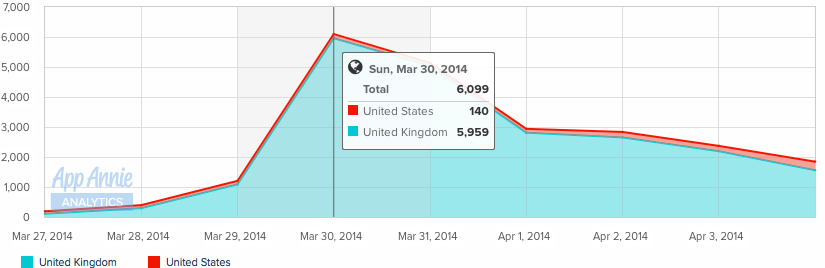 7,000
6,000
5,000
4,000
3,000
2,000
1,000
0
Sun, Mar 30, 2014
Total 6,099
United States 140
United Kingdom 5,959
App Annie
ANALYTICS
Mar 27, 2014 Mar 28, 2014 Mar 29, 2014 Mar 30, 2014 Mar 31, 2014 Apr 1, 2014 Apr 2, 2014 Apr 3, 2014
United Kingdom United States